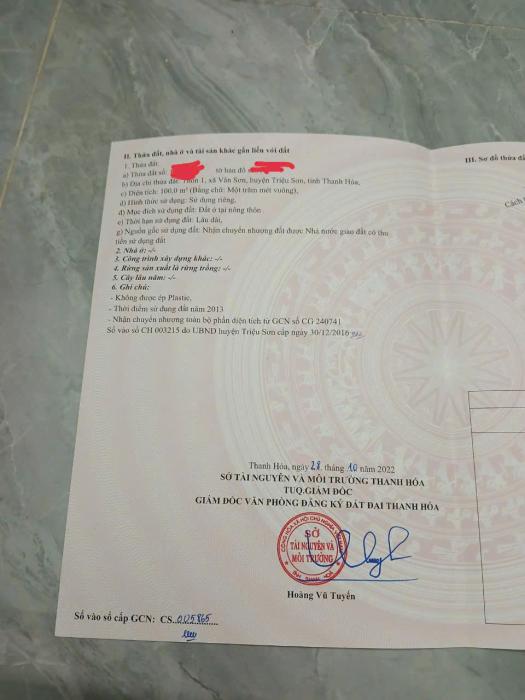 II. Thửa đất, nhà ở và tài sản khác gắn liền với đất
III. Sơ đồ thửa đ
1. Thửa đất:
a) Thửa đất số: tờ bản đồ
b) Địa chỉ thửa đất: Thôn 1, xã Vân Sơn, huyện Triệu Sơn, tỉnh Thanh Hóa,
c) Diện tích: 100,0 m² (Bằng chữ: Một trăm mét vuông),
d) Hình thức sử dụng: Sử dụng riêng,
đ) Mục đích sử dụng đất: Đất ở tại nông thôn
e) Thời hạn sử dụng đất: Lâu dài,
g) Nguồn gốc sử dụng đất: Nhận chuyển nhượng đất được Nhà nước giao đất có thu
tiền sử dụng đất
2. Nhà ở: -/-
3. Công trình xây dựng khác: -/-
4. Rừng sản xuất là rừng trồng: -/-
5. Cây lâu năm: -/-
6. Ghi chú:
- Không được ép Plastic,
- Thời điểm sử dụng đất năm 2013
- Nhận chuyển nhượng toàn bộ phần diện tích từ GCN số CG 240741
Số vào sổ CH 003215 do UBND huyện Triệu Sơn cấp ngày 30/12/2016
Cách
Thanh Hóa, ngày 28 tháng 10 năm 2022
SỞ TÀI NGUYÊN VÀ MÔI TRƯỜNG THANH HÓA
TUQ.GIÁM ĐỐC
GIÁM ĐỐC VĂN PHÒNG ĐĂNG KÝ ĐẤT ĐAI THANH HÓA
SỞ
TÀI NGUYÊN VÀ
MÔI TRƯỜNG
Hoàng Vũ Tuyển
Số vào sổ cấp GCN: CS 025865